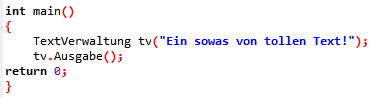 int main()
{
TextVerwaltung tv("Ein sowas von tollen Text!");
tv.Ausgabe();
return 0;
}